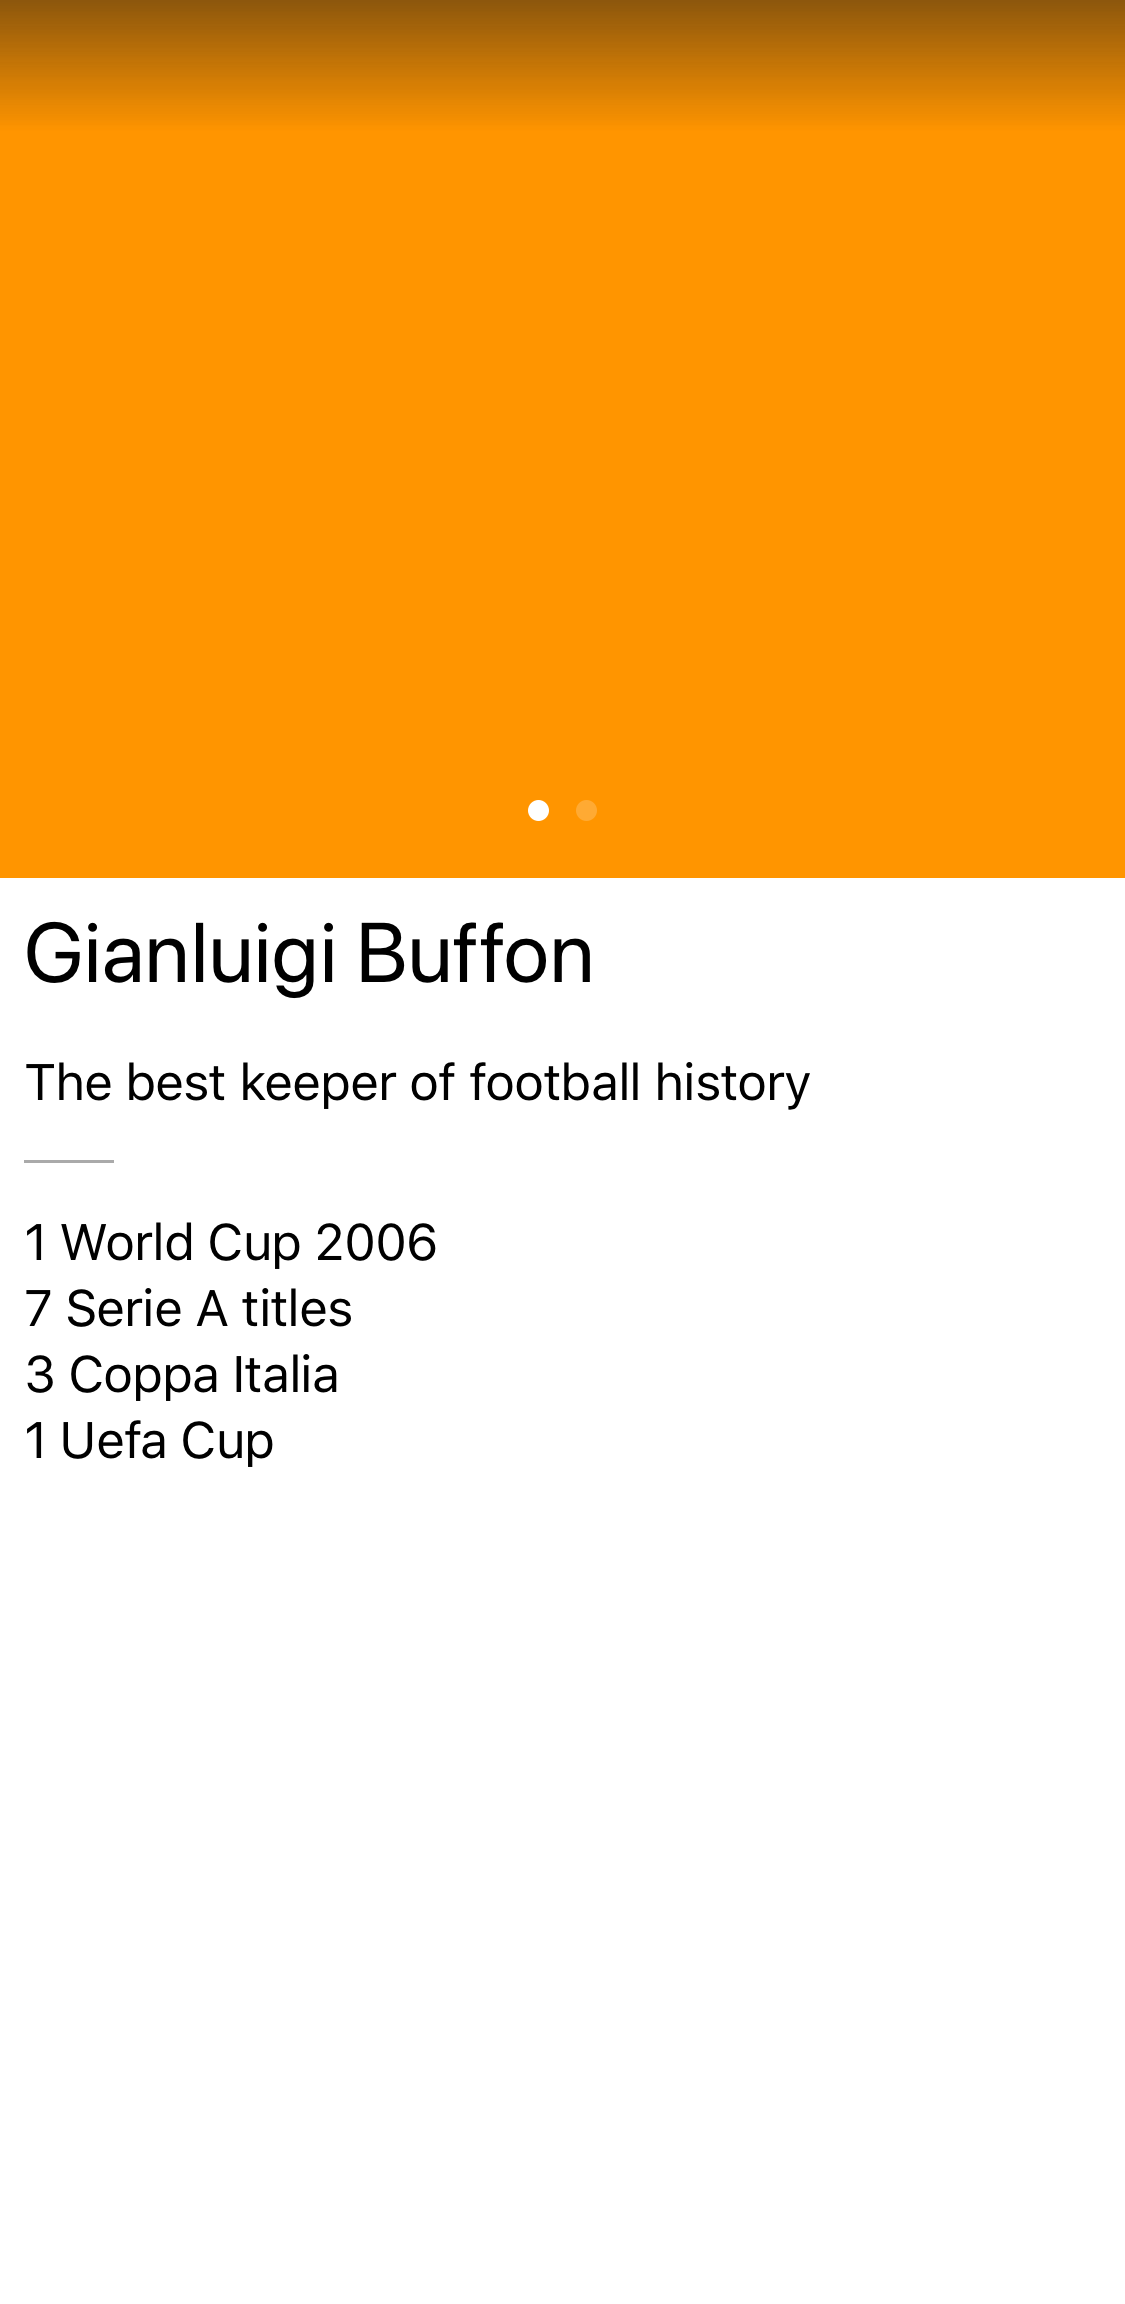 Gianluigi Buffon
The best keeper of football history
1 World Cup 2006
7 Serie A titles
3 Coppa Italia
1 Uefa Cup